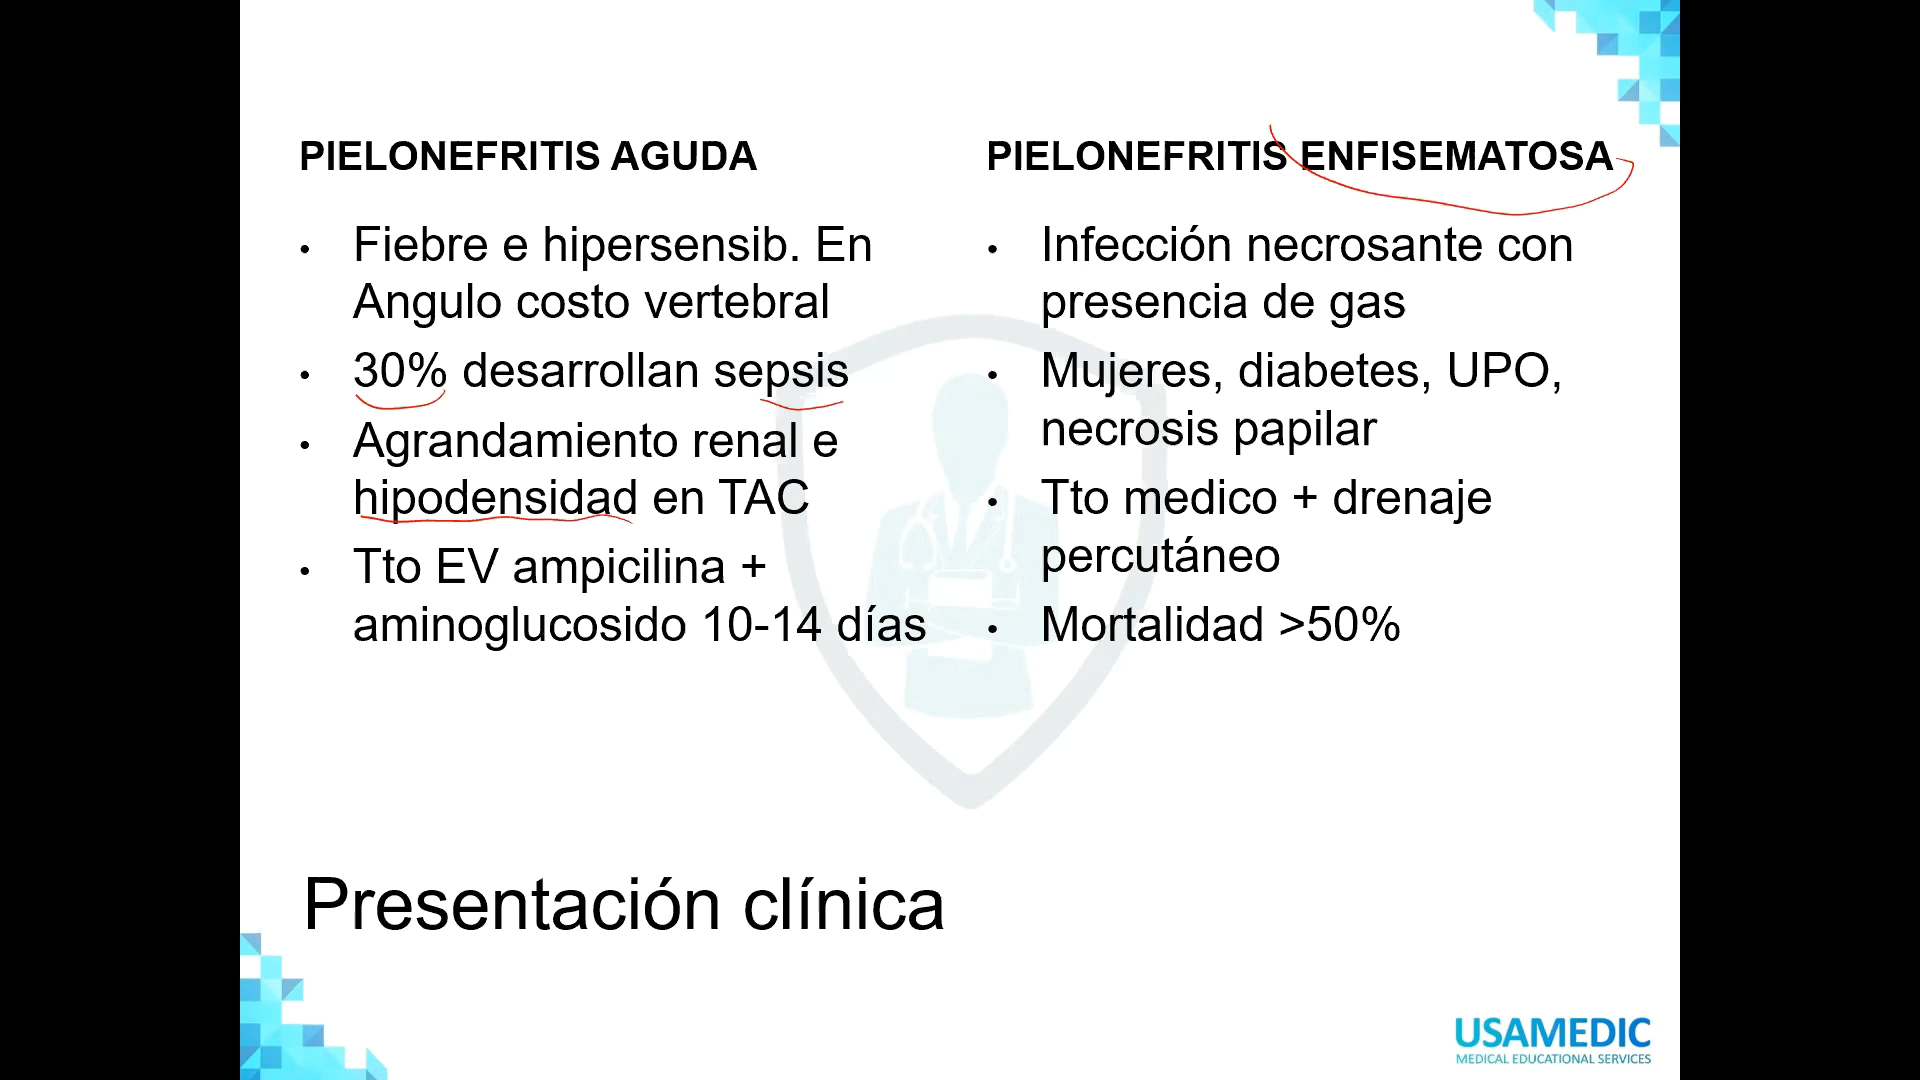 PIELONEFRITIS AGUDA
• Fiebre e hipersensib. En
Angulo costo vertebral
• 30% desarrollan sepsis
• Agrandamiento renal e
hipodensidad en TAC
• Tto EV ampicilina +
aminoglucosido 10-14 días
PIELONEFRITIS ENFISEMATOSA
• Infección necrosante con
presencia de gas
• Mujeres, diabetes, UPO,
necrosis papilar
• Tto medico + drenaje
percutáneo
• Mortalidad >50%
Presentación clínica
USAMEDIC
MEDICAL EDUCATIONAL SERVICES